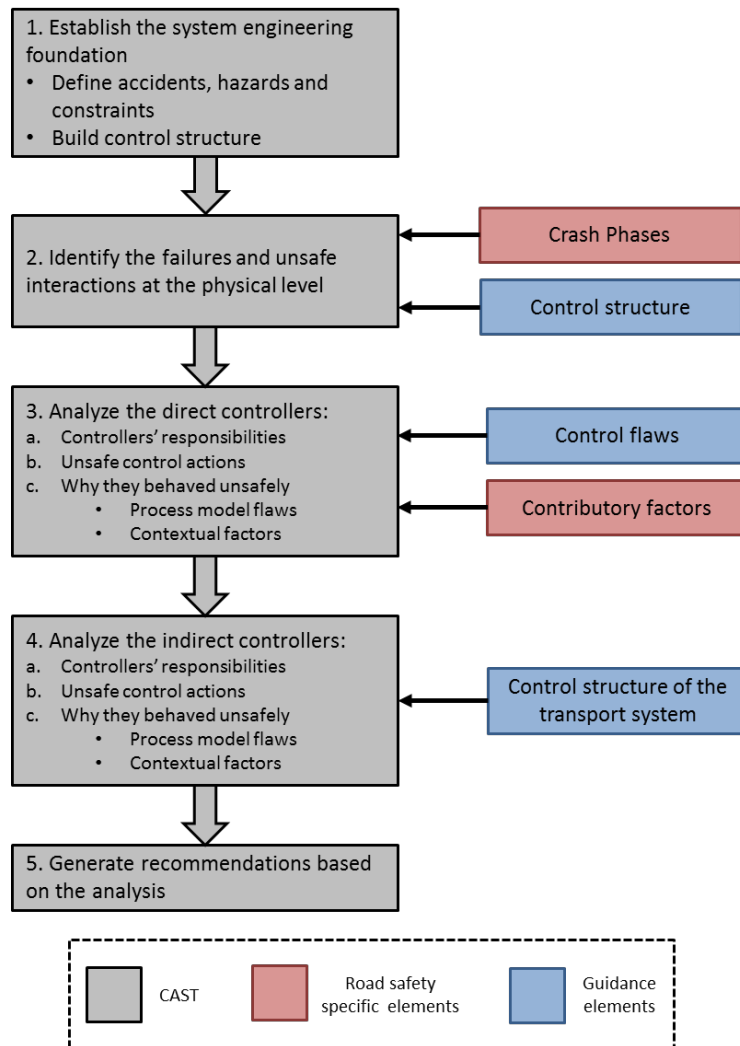 1. Establish the system engineering
foundation
• Define accidents, hazards and
constraints
• Build control structure
2. Identify the failures and unsafe
interactions at the physical level
Crash Phases
Control structure
3. Analyze the direct controllers:
a. Controllers' responsibilities
b. Unsafe control actions
c. Why they behaved unsafely
• Process model flaws
• Contextual factors
Control flaws
Contributory factors
4. Analyze the indirect controllers:
a. Controllers' responsibilities
b. Unsafe control actions
c. Why they behaved unsafely
• Process model flaws
• Contextual factors
Control structure of the
transport system
5. Generate recommendations based
on the analysis
CAST
Road safety
specific elements
Guidance
elements